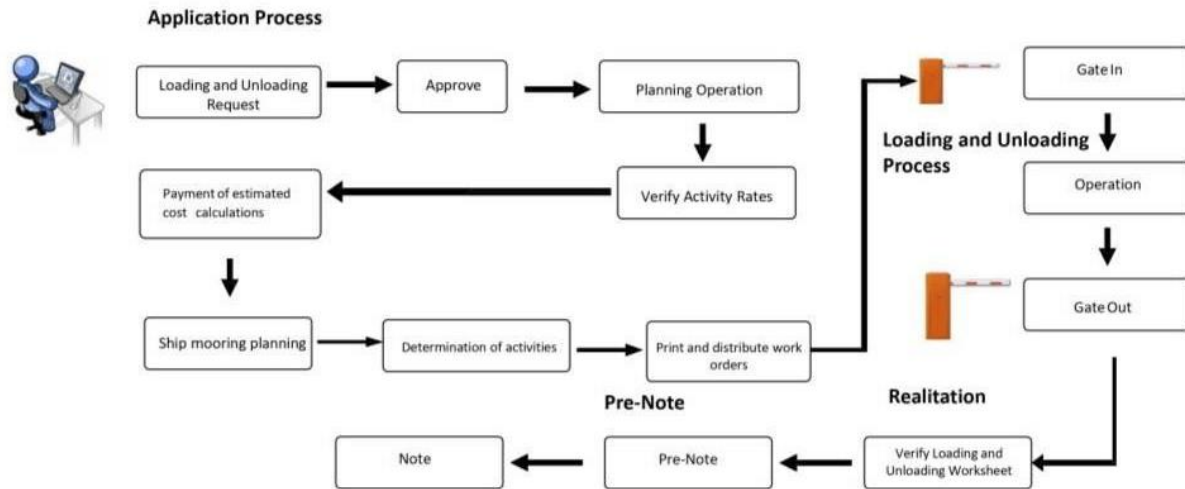 Application Process
Loading and Unloading
Request
Approve
Planning Operation
Gate In
Loading and Unloading
Process
Payment of estimated
cost calculations
Verify Activity Rates
Operation
Gate Out
Ship mooring planning
Determination of activities
Print and distribute work
orders
Pre-Note
Realitation
Note
Pre-Note
Verify Loading and
Unloading Worksheet